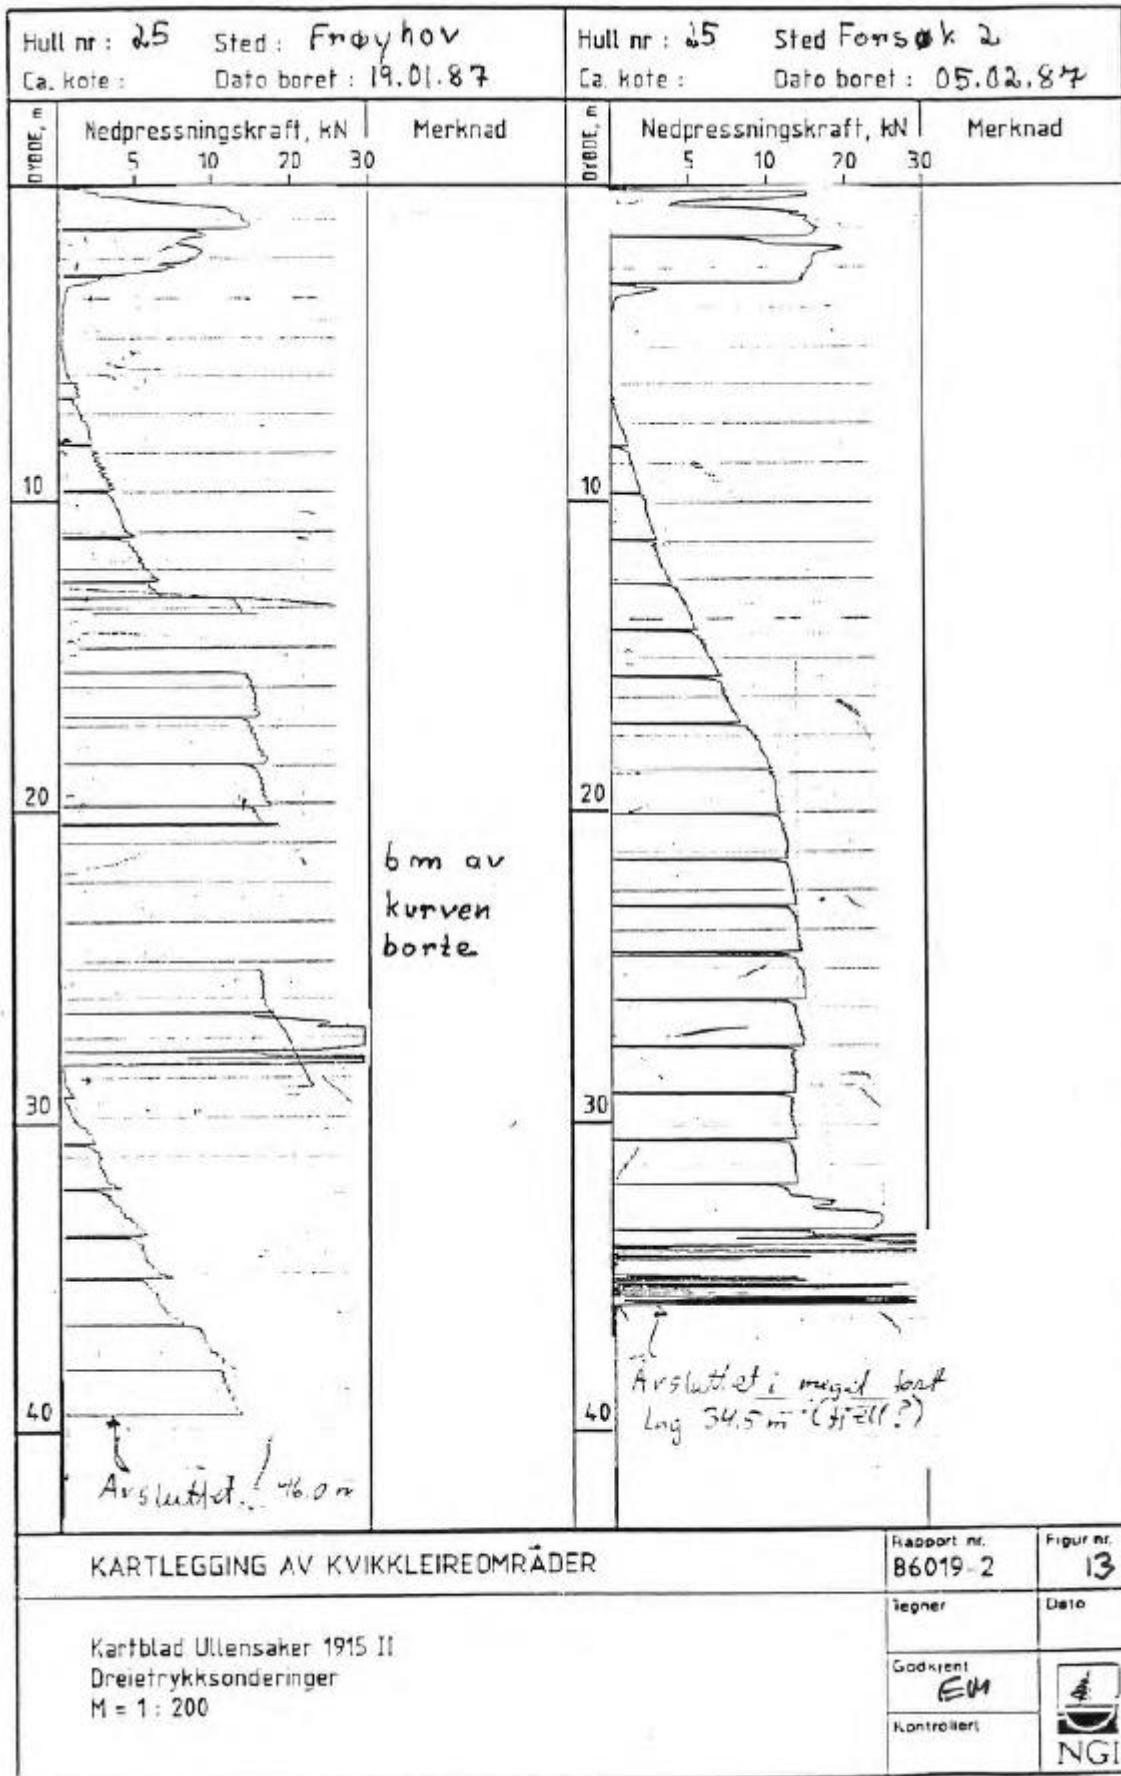 Hull nr : 25 Sted : Frøyhov
Ca. kote : Dato boret : 19.01.87
DYBDE, m
Nedpressningskraft, kN Merknad
5 10 20 30
10
20
30
40
6 m av
kurven
borte
Avsluttet 46.0 m
Hull nr : 25 Sted Forsøk 2
Ca. kote : Dato boret : 05.02.87
DYBDE, m
Nedpressningskraft, kN Merknad
5 10 20 30
10
20
30
40
Avsluttet i meget fast
lag 34.5 m (fjell?)
KARTLEGGING AV KVIKKLEIREOMRÅDER
Kartblad Ullensaker 1915 II
Dreietrykksonderinger
M = 1 : 200
Rapport nr.
86019-2
Figur nr.
13
Tegner
Dato
Godkjent
EM
Kontrollert
NGI